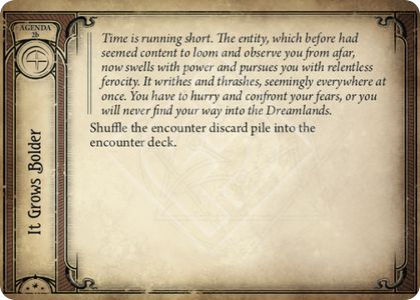 AGENDA
2b
It Grows Bolder
Time is running short. The entity, which before had
seemed content to loom and observe you from afar,
now swells with power and pursues you with relentless
ferocity. It writhes and thrashes, seemingly everywhere at
once. You have to hurry and confront your fears, or you
will never find your way into the Dreamlands.
Shuffle the encounter discard pile into the
encounter deck.